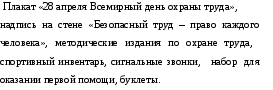 Плакат «28 апреля Всемирный день охраны труда»,
надпись на стене «Безопасный труд – право каждого
человека», методические издания по охране труда,
спортивный инвентарь, сигнальные звонки, набор для
оказании первой помощи, буклеты.